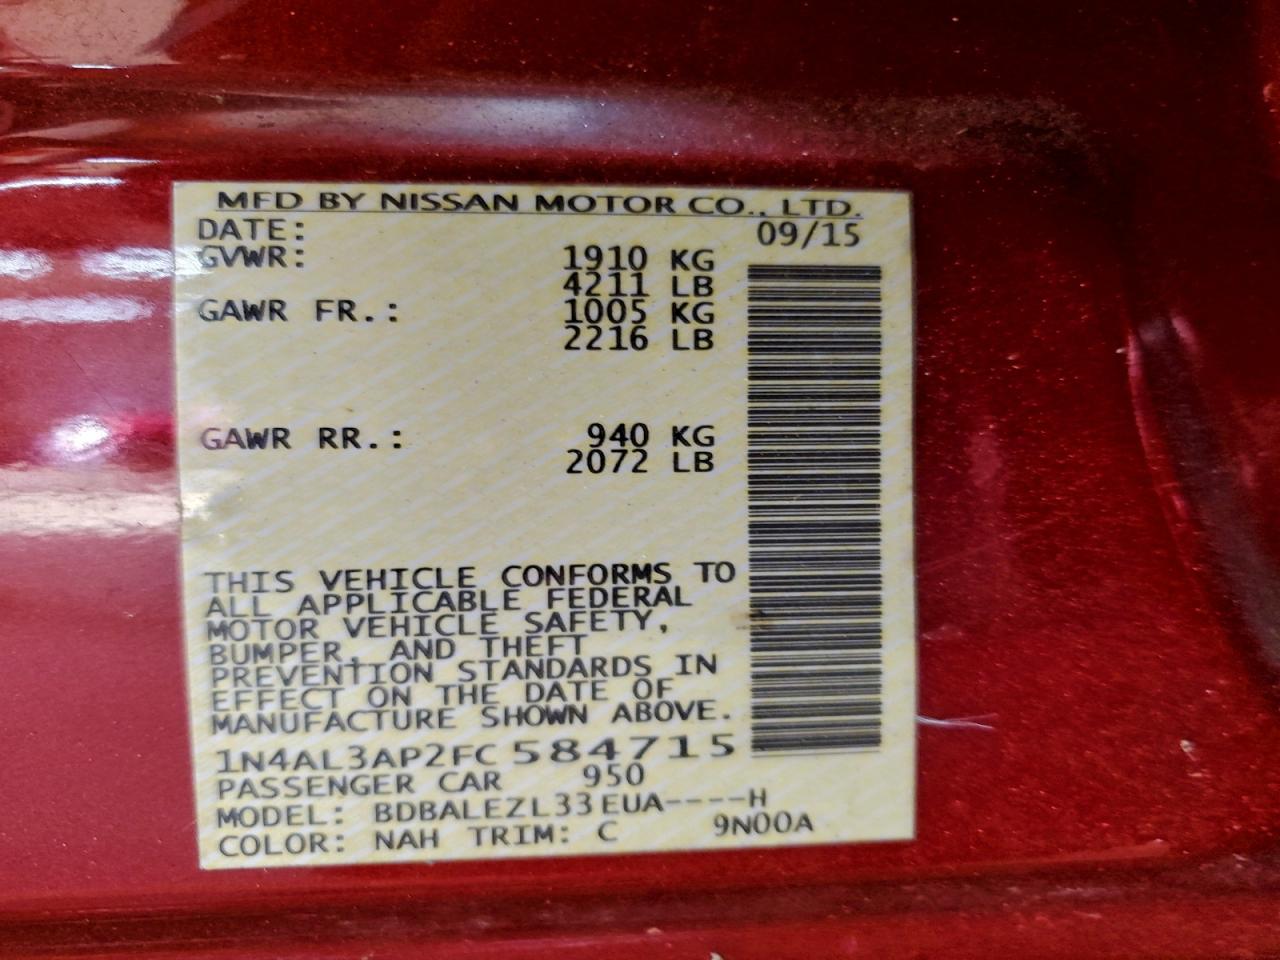 MFD BY NISSAN MOTOR CO., LTD.
DATE: 09/15
GVWR: 1910 KG
4211 LB
GAWR FR.: 1005 KG
2216 LB
GAWR RR.: 940 KG
2072 LB
THIS VEHICLE CONFORMS TO
ALL APPLICABLE FEDERAL
MOTOR VEHICLE SAFETY,
BUMPER, AND THEFT
PREVENTION STANDARDS IN
EFFECT ON THE DATE OF
MANUFACTURE SHOWN ABOVE.
1N4AL3AP2FC584715
PASSENGER CAR 950
MODEL: BDBALEZL33EUA----H
COLOR: NAH TRIM: C 9N00A